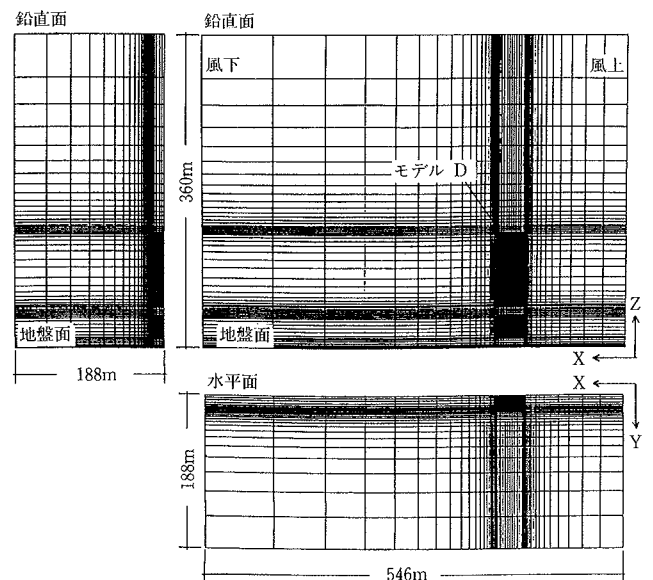 鉛直面
鉛直面
風下
風上
モデル D
360m
地盤面
地盤面
Z
X
188m
水平面
X
Y
188m
546m